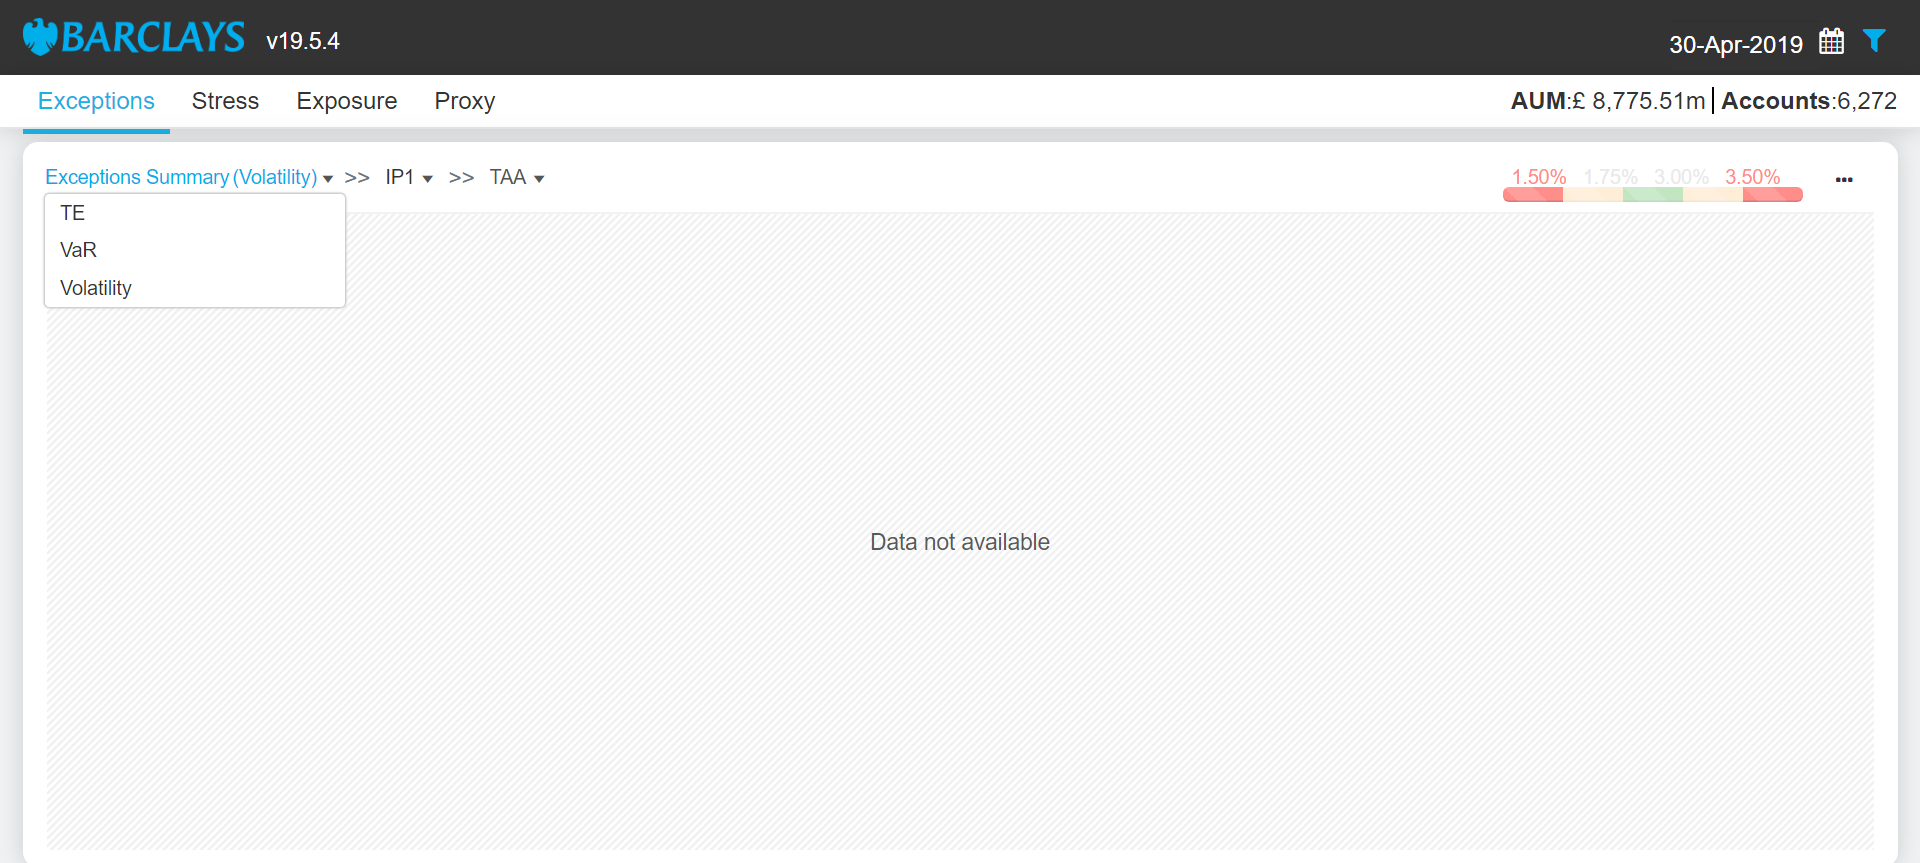 BARCLAYS v19.5.4 30-Apr-2019
Exceptions Stress Exposure Proxy AUM:£ 8,775.51m | Accounts:6,272
Exceptions Summary (Volatility) >> IP1 >> TAA 1.50% 1.75% 3.00% 3.50% ...
TE
VaR
Volatility
Data not available